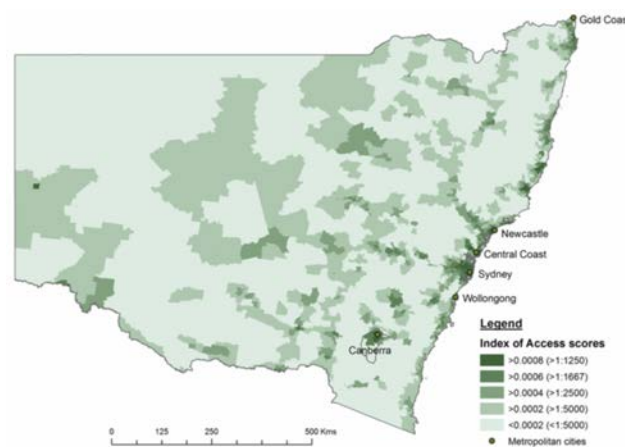 Gold Coast
Newcastle
Central Coast
Sydney
Wollongong
Canberra
Legend
Index of Access scores
>0.0008 (>1:1250)
>0.0006 (>1:1667)
>0.0004 (>1:2500)
>0.0002 (>1:5000)
<0.0002 (<1:5000)
Metropolitan cities
0 125 250 500 Kms